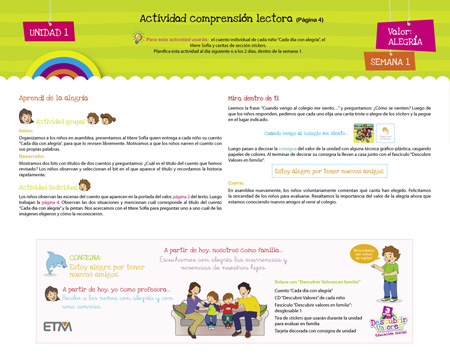 Actividad comprensión lectora (Página 4)
UNIDAD 1
Para esta actividad usarás: el cuento individual de cada niño "Cada día con alegría", el
títere Sofía y caritas de sección stickers.
Planifica esta actividad al día siguiente o a los 2 días, dentro de la semana 1.
Valor:
ALEGRÍA
SEMANA 1
Aprendí de la alegría
Actividad grupal
Inicio:
Organizamos a los niños en asamblea, presentamos al títere Sofía quien entrega a cada niño su cuento
"Cada día con alegría", para que lo revisen libremente. Motivamos a que los niños narren el cuento con
sus propias palabras.
Desarrollo:
Mostramos dos bits con títulos de dos cuentos y preguntamos: ¿Cuál es el título del cuento que hemos
revisado? Los niños observan y seleccionan el bit en el que aparece el título y recordamos la historia
rápidamente.
Actividad individual
Los niños observan las escenas del cuento que aparecen en la portada del valor, página 3 del texto. Luego
trabajan la página 4. Observan las dos situaciones y mencionan cuál corresponde al título del cuento
"Cada día con alegría" y la pintan. Nos acercamos con el títere Sofía para preguntar uno a uno cuál de las
imágenes eligieron y cómo la reconocieron.
Mira dentro de ti
Leemos la frase: "Cuando vengo al colegio me siento…" y preguntamos: ¿Cómo se sienten? Luego de
que los niños responden, pedimos que cada uno elija una carita triste o alegre de los stickers y la pegue
en el lugar indicado.
Cuando vengo al colegio me siento...
Luego pasan a decorar la consigna del valor de la unidad con alguna técnica gráfico-plástica, rasgando
papeles de colores. Al terminar de decorar su consigna la llevan a casa junto con el fascículo "Descubrir
Valores en familia".
Estoy alegre por tener nuevos amigos
Cierre:
En asamblea nuevamente, los niños voluntariamente comentan qué carita han elegido. Felicitamos
la sinceridad de los niños para evaluarse. Resaltamos la importancia del valor de la alegría ahora que
estamos conociendo nuevos amigos al venir al colegio.
CONSIGNA:
Estoy alegre por tener
nuevos amigos
A partir de hoy, yo como profesora...
Recibo a los niños con alegría y con
una sonrisa.
ETM
A partir de hoy, nosotros como familia...
Escuchamos con alegría las ocurrencias y
vivencias de nuestros hijos.
Enlace con "Descubrir Valores en familia"
Cuento "Cada día con alegría"
CD "Descubrir Valores" de cada niño
Fascículo "Descubrir Valores en familia"
desglosable 1
Tira de stickers que usarán durante la unidad
para evaluar en familia
Tarjeta decorada con consigna de unidad
Descubrir
Valores
Educación Inicial